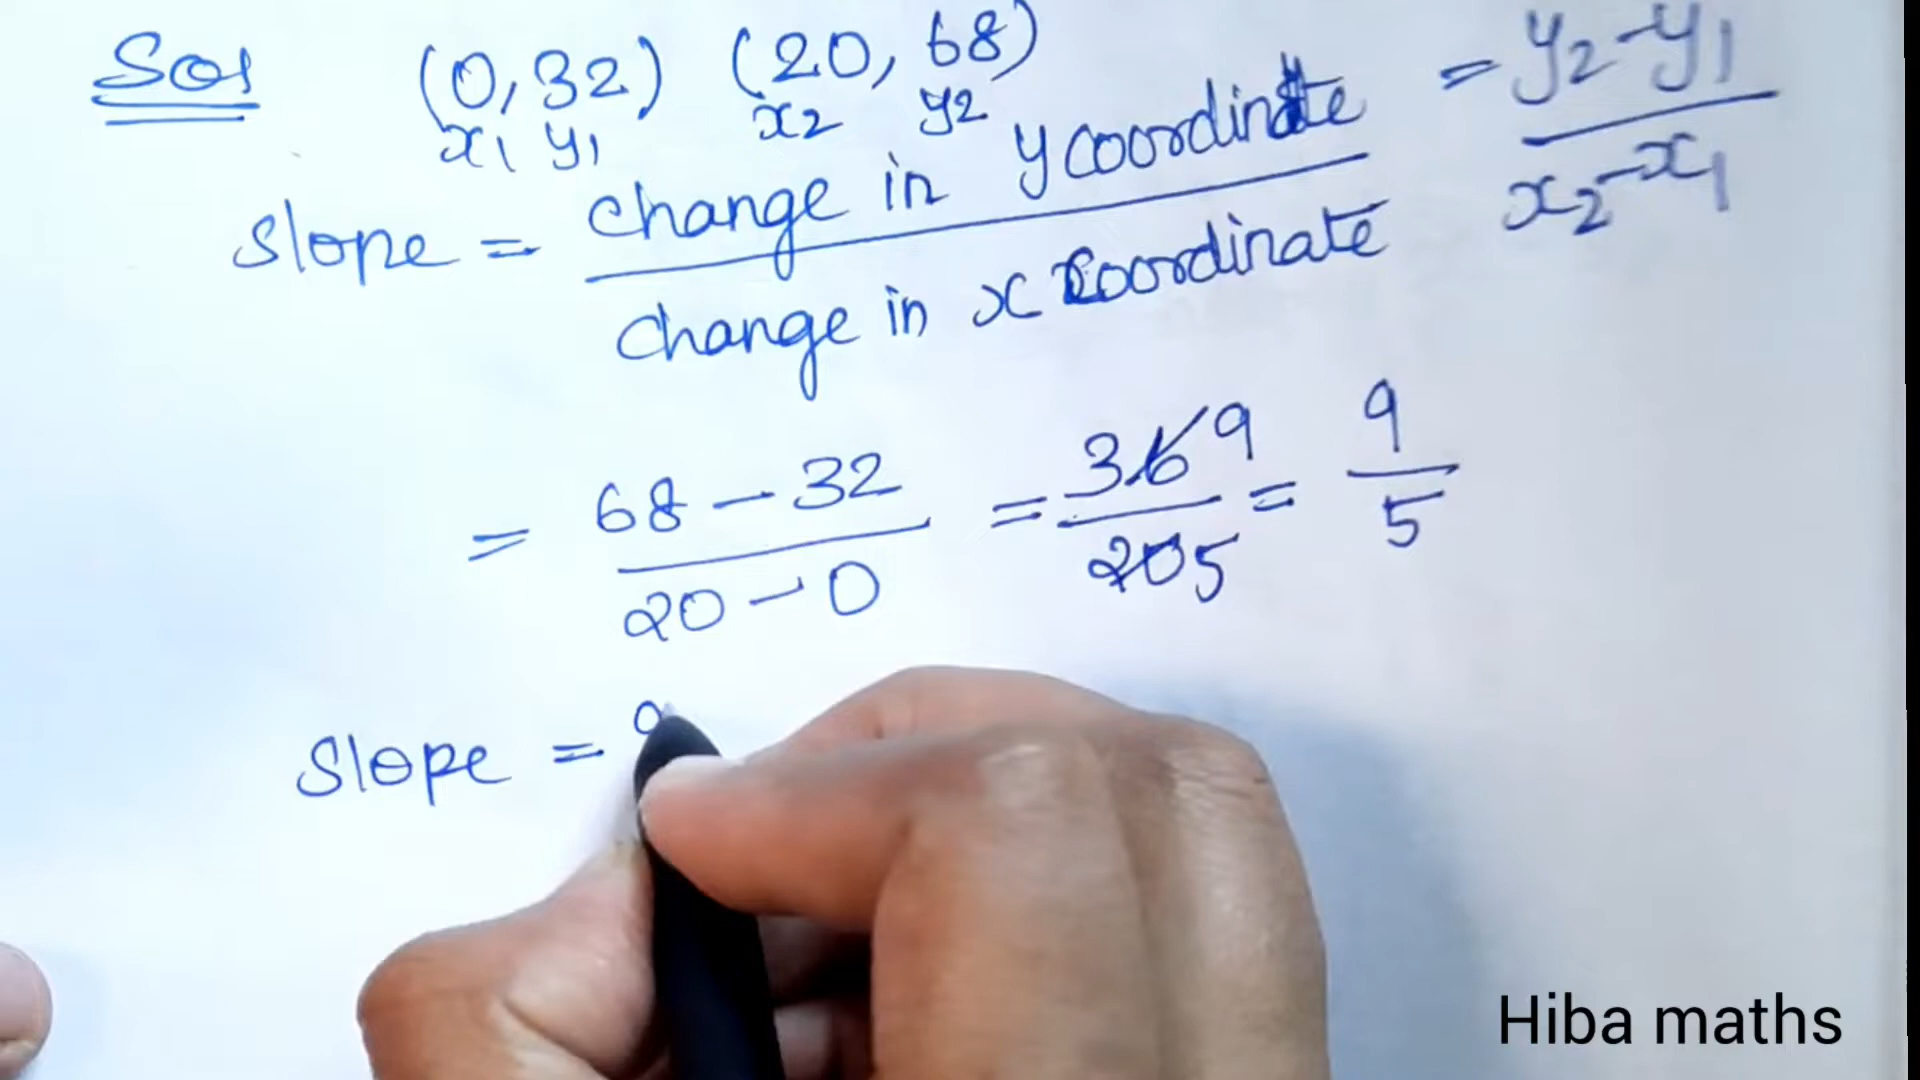 Sol (0,32) (20,68)
x1 y1 x2 y2
Slope = change in y coordinate / change in x coordinate = y2-y1 / x2-x1
= 68-32 / 20-0 = 36 9 / 20 5 = 9/5
Slope = 9
Hiba maths